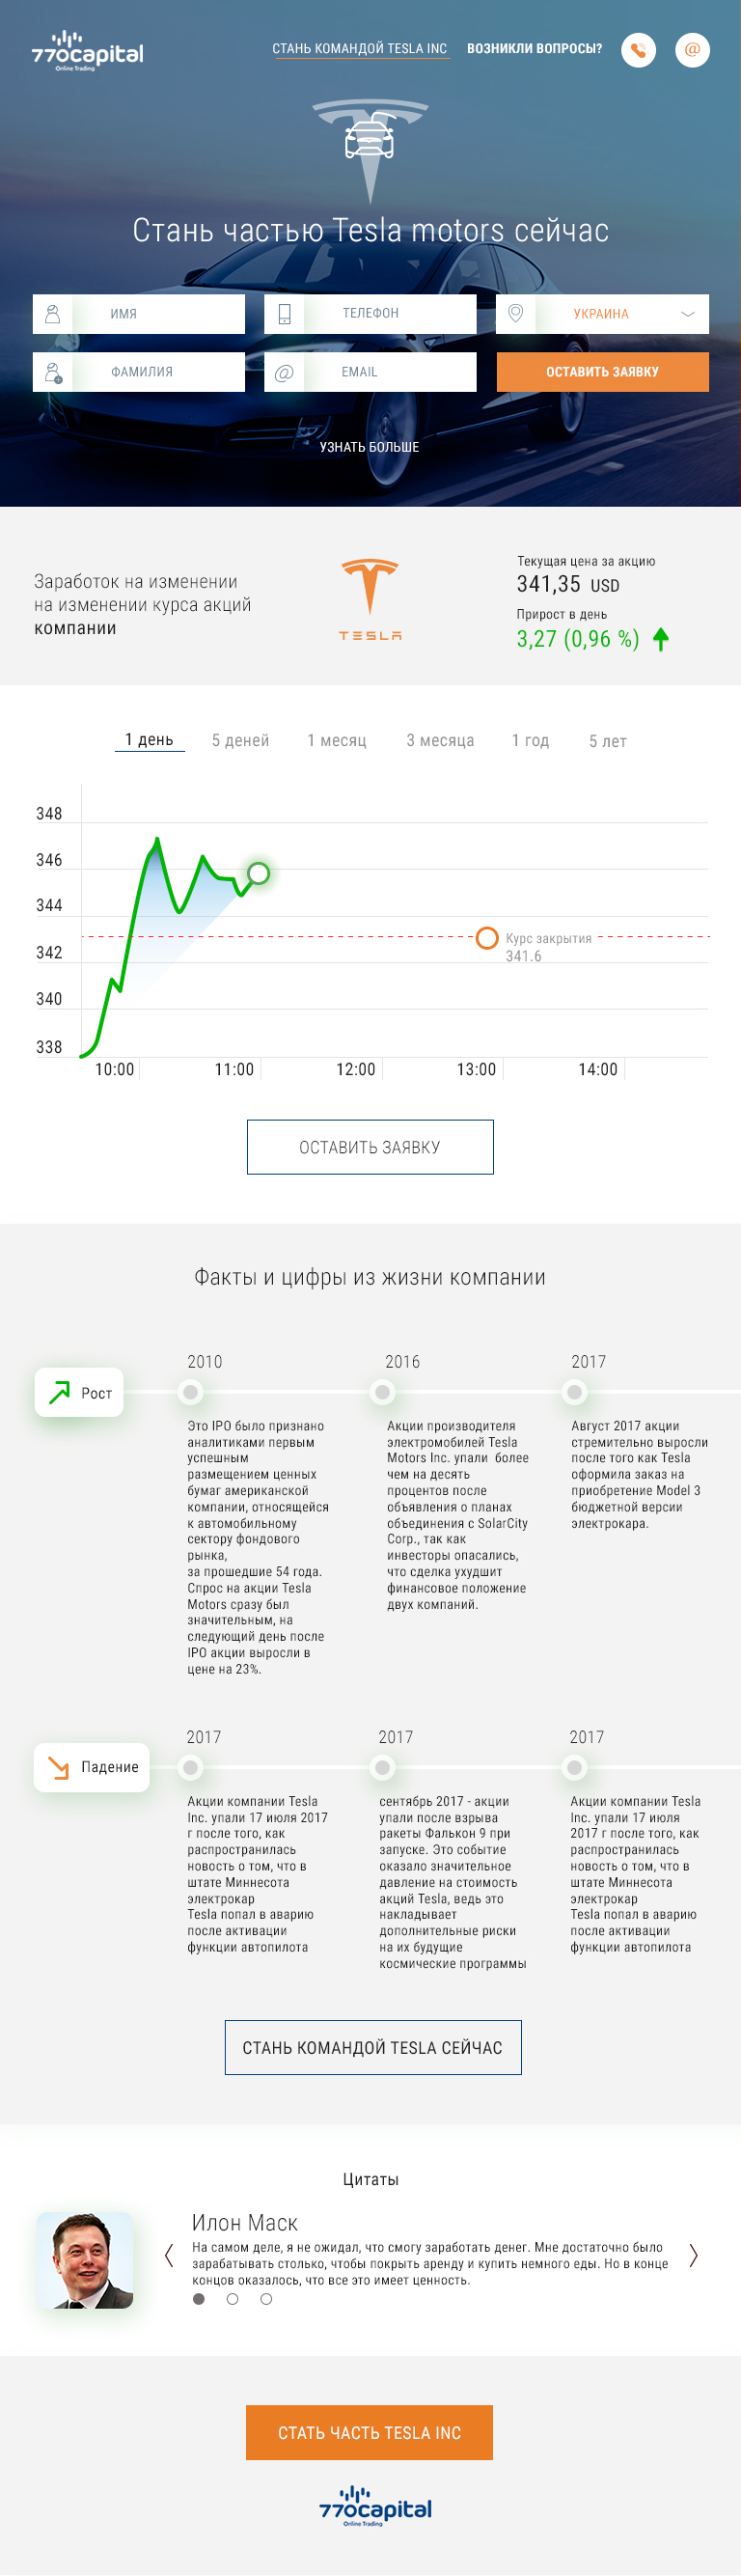 770capital
Online Trading
СТАНЬ КОМАНДОЙ TESLA INC
ВОЗНИКЛИ ВОПРОСЫ?
Стань частью Tesla motors сейчас
ИМЯ
ТЕЛЕФОН
УКРАИНА
ФАМИЛИЯ
@
EMAIL
ОСТАВИТЬ ЗАЯВКУ
УЗНАТЬ БОЛЬШЕ
Заработок на изменении
на изменении курса акций
компании
TESLA
Текущая цена за акцию
341,35 USD
Прирост в день
3,27 (0,96 %)
1 день
5 деней
1 месяц
3 месяца
1 год
5 лет
348
346
344
342
340
338
Курс закрытия
341.6
10:00
11:00
12:00
13:00
14:00
ОСТАВИТЬ ЗАЯВКУ
Факты и цифры из жизни компании
Рост
2010
Это IPO было признано
аналитиками первым
успешным
размещением ценных
бумаг американской
компании, относящейся
к автомобильному
сектору фондового
рынка,
за прошедшие 54 года.
Спрос на акции Tesla
Motors сразу был
значительным, на
следующий день после
IPO акции выросли в
цене на 23%.
2016
Акции производителя
электромобилей Tesla
Motors Inc. упали более
чем на десять
процентов после
объявления о планах
объединения с SolarCity
Corp., так как
инвесторы опасались,
что сделка ухудшит
финансовое положение
двух компаний.
2017
Август 2017 акции
стремительно выросли
после того как Tesla
оформила заказ на
приобретение Model 3
бюджетной версии
электрокара.
Падение
2017
Акции компании Tesla
Inc. упали 17 июля 2017
г после того, как
распространилась
новость о том, что в
штате Миннесота
электрокар
Tesla попал в аварию
после активации
функции автопилота
2017
сентябрь 2017 - акции
упали после взрыва
ракеты Фалькон 9 при
запуске. Это событие
оказало значительное
давление на стоимость
акций Tesla, ведь это
накладывает
дополнительные риски
на их будущие
космические программы
2017
Акции компании Tesla
Inc. упали 17 июля
2017 г после того, как
распространилась
новость о том, что в
штате Миннесота
электрокар
Tesla попал в аварию
после активации
функции автопилота
СТАНЬ КОМАНДОЙ TESLA СЕЙЧАС
Цитаты
Илон Маск
На самом деле, я не ожидал, что смогу заработать денег. Мне достаточно было
зарабатывать столько, чтобы покрыть аренду и купить немного еды. Но в конце
концов оказалось, что все это имеет ценность.
СТАТЬ ЧАСТЬ TESLA INC
770capital
Online Trading